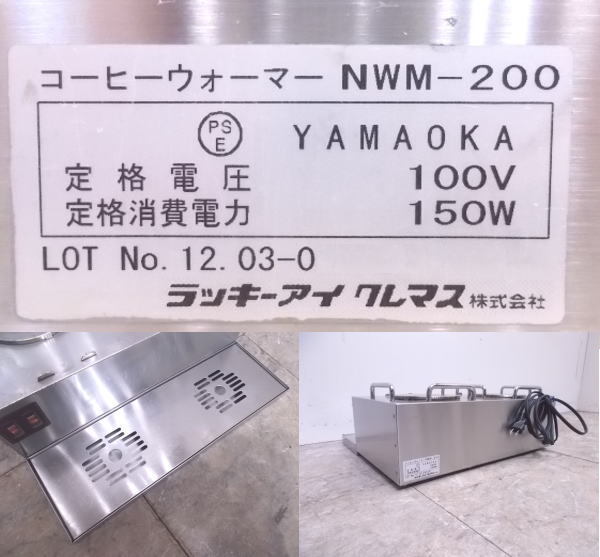 コーヒーウォーマー NWM-200
PS E YAMAOKA
定格電圧 100V
定格消費電力 150W
LOT No. 12. 03-0
ラッキーアイ クレマス 株式会社